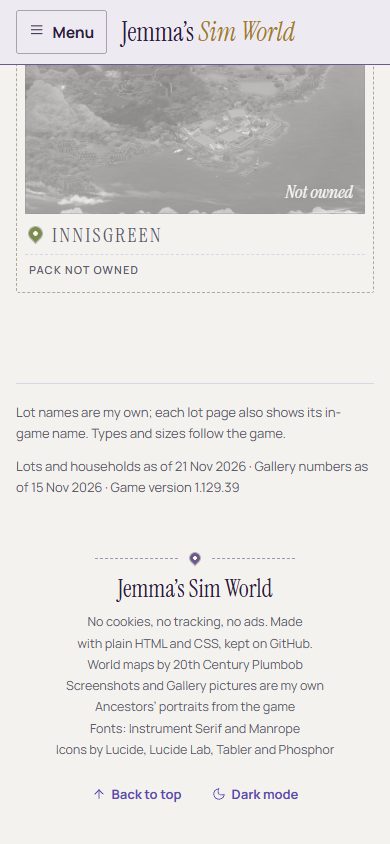 Menu
Jemma's Sim World
Not owned
INNISGREEN
PACK NOT OWNED
Lot names are my own; each lot page also shows its in-
game name. Types and sizes follow the game.
Lots and households as of 21 Nov 2026 · Gallery numbers as
of 15 Nov 2026 · Game version 1.129.39
Jemma's Sim World
No cookies, no tracking, no ads. Made
with plain HTML and CSS, kept on GitHub.
World maps by 20th Century Plumbob
Screenshots and Gallery pictures are my own
Ancestors' portraits from the game
Fonts: Instrument Serif and Manrope
Icons by Lucide, Lucide Lab, Tabler and Phosphor
Back to top
Dark mode